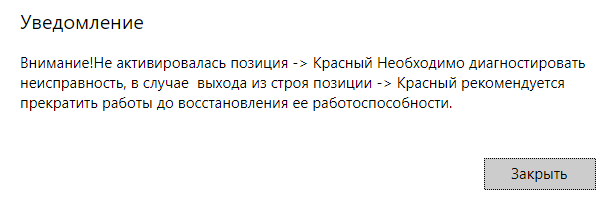 Уведомление
Внимание!Не активировалась позиция -> Красный Необходимо диагностировать
неисправность, в случае  выхода из строя позиции -> Красный рекомендуется
прекратить работы до восстановления ее работоспособности.
Закрыть